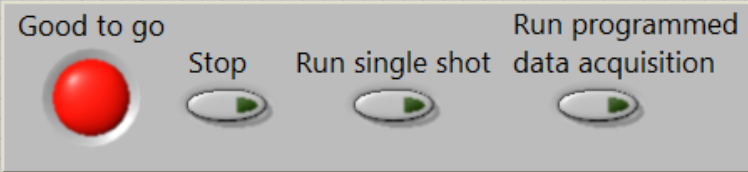 Good to go
Stop
Run single shot
Run programmed
data acquisition